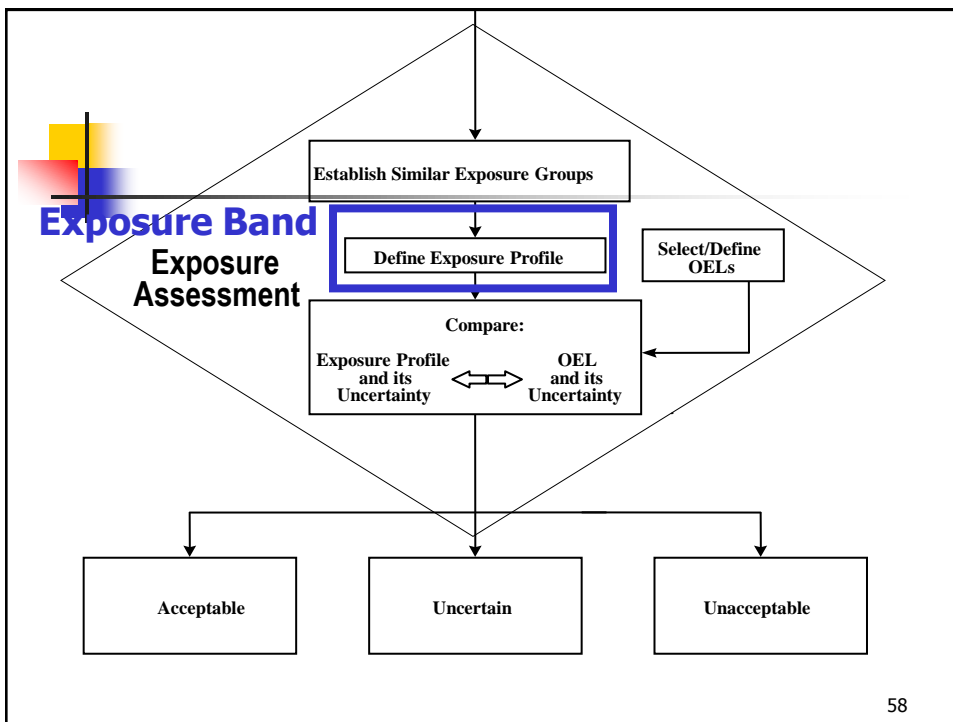 Establish Similar Exposure Groups
Exposure Band
Exposure
Assessment
Define Exposure Profile
Select/Define
OELs
Compare:
Exposure Profile
and its
Uncertainty
OEL
and its
Uncertainty
Acceptable
Uncertain
Unacceptable
58